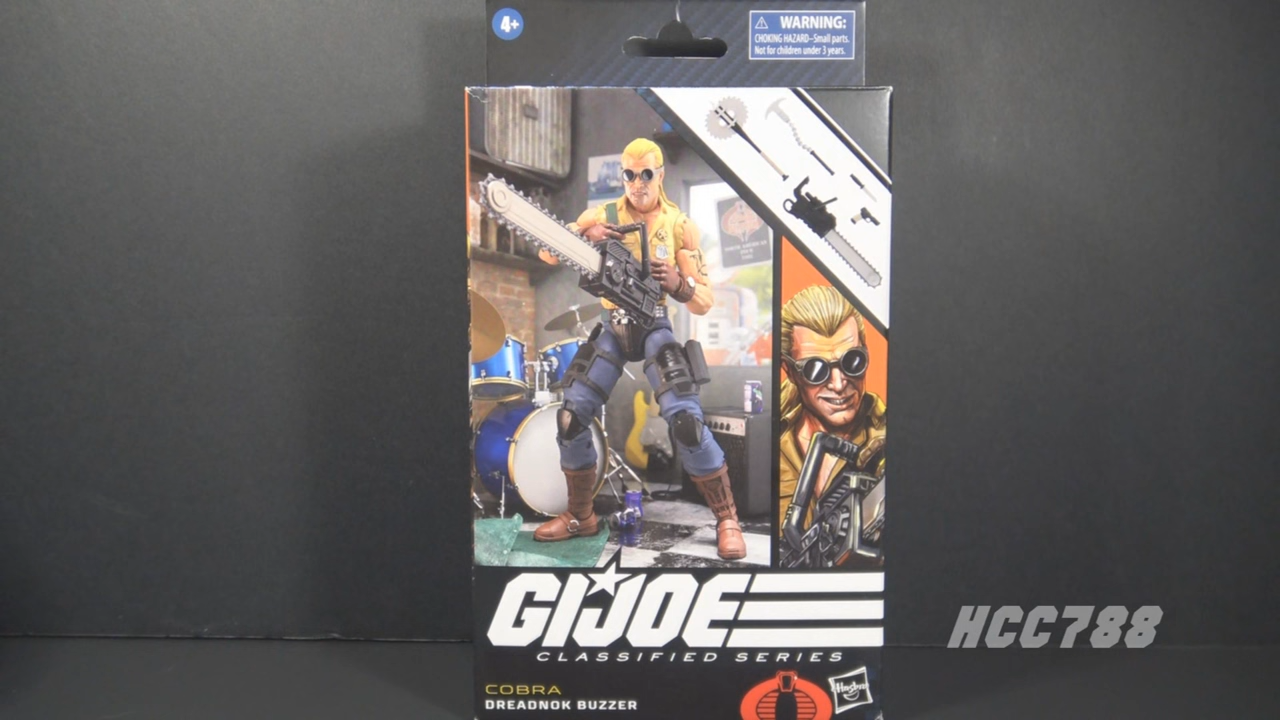 4+
WARNING:
CHOKING HAZARD–Small parts.
Not for children under 3 years.
GI JOE
CLASSIFIED SERIES
COBRA
DREADNOK BUZZER
Hasbro
HCC788